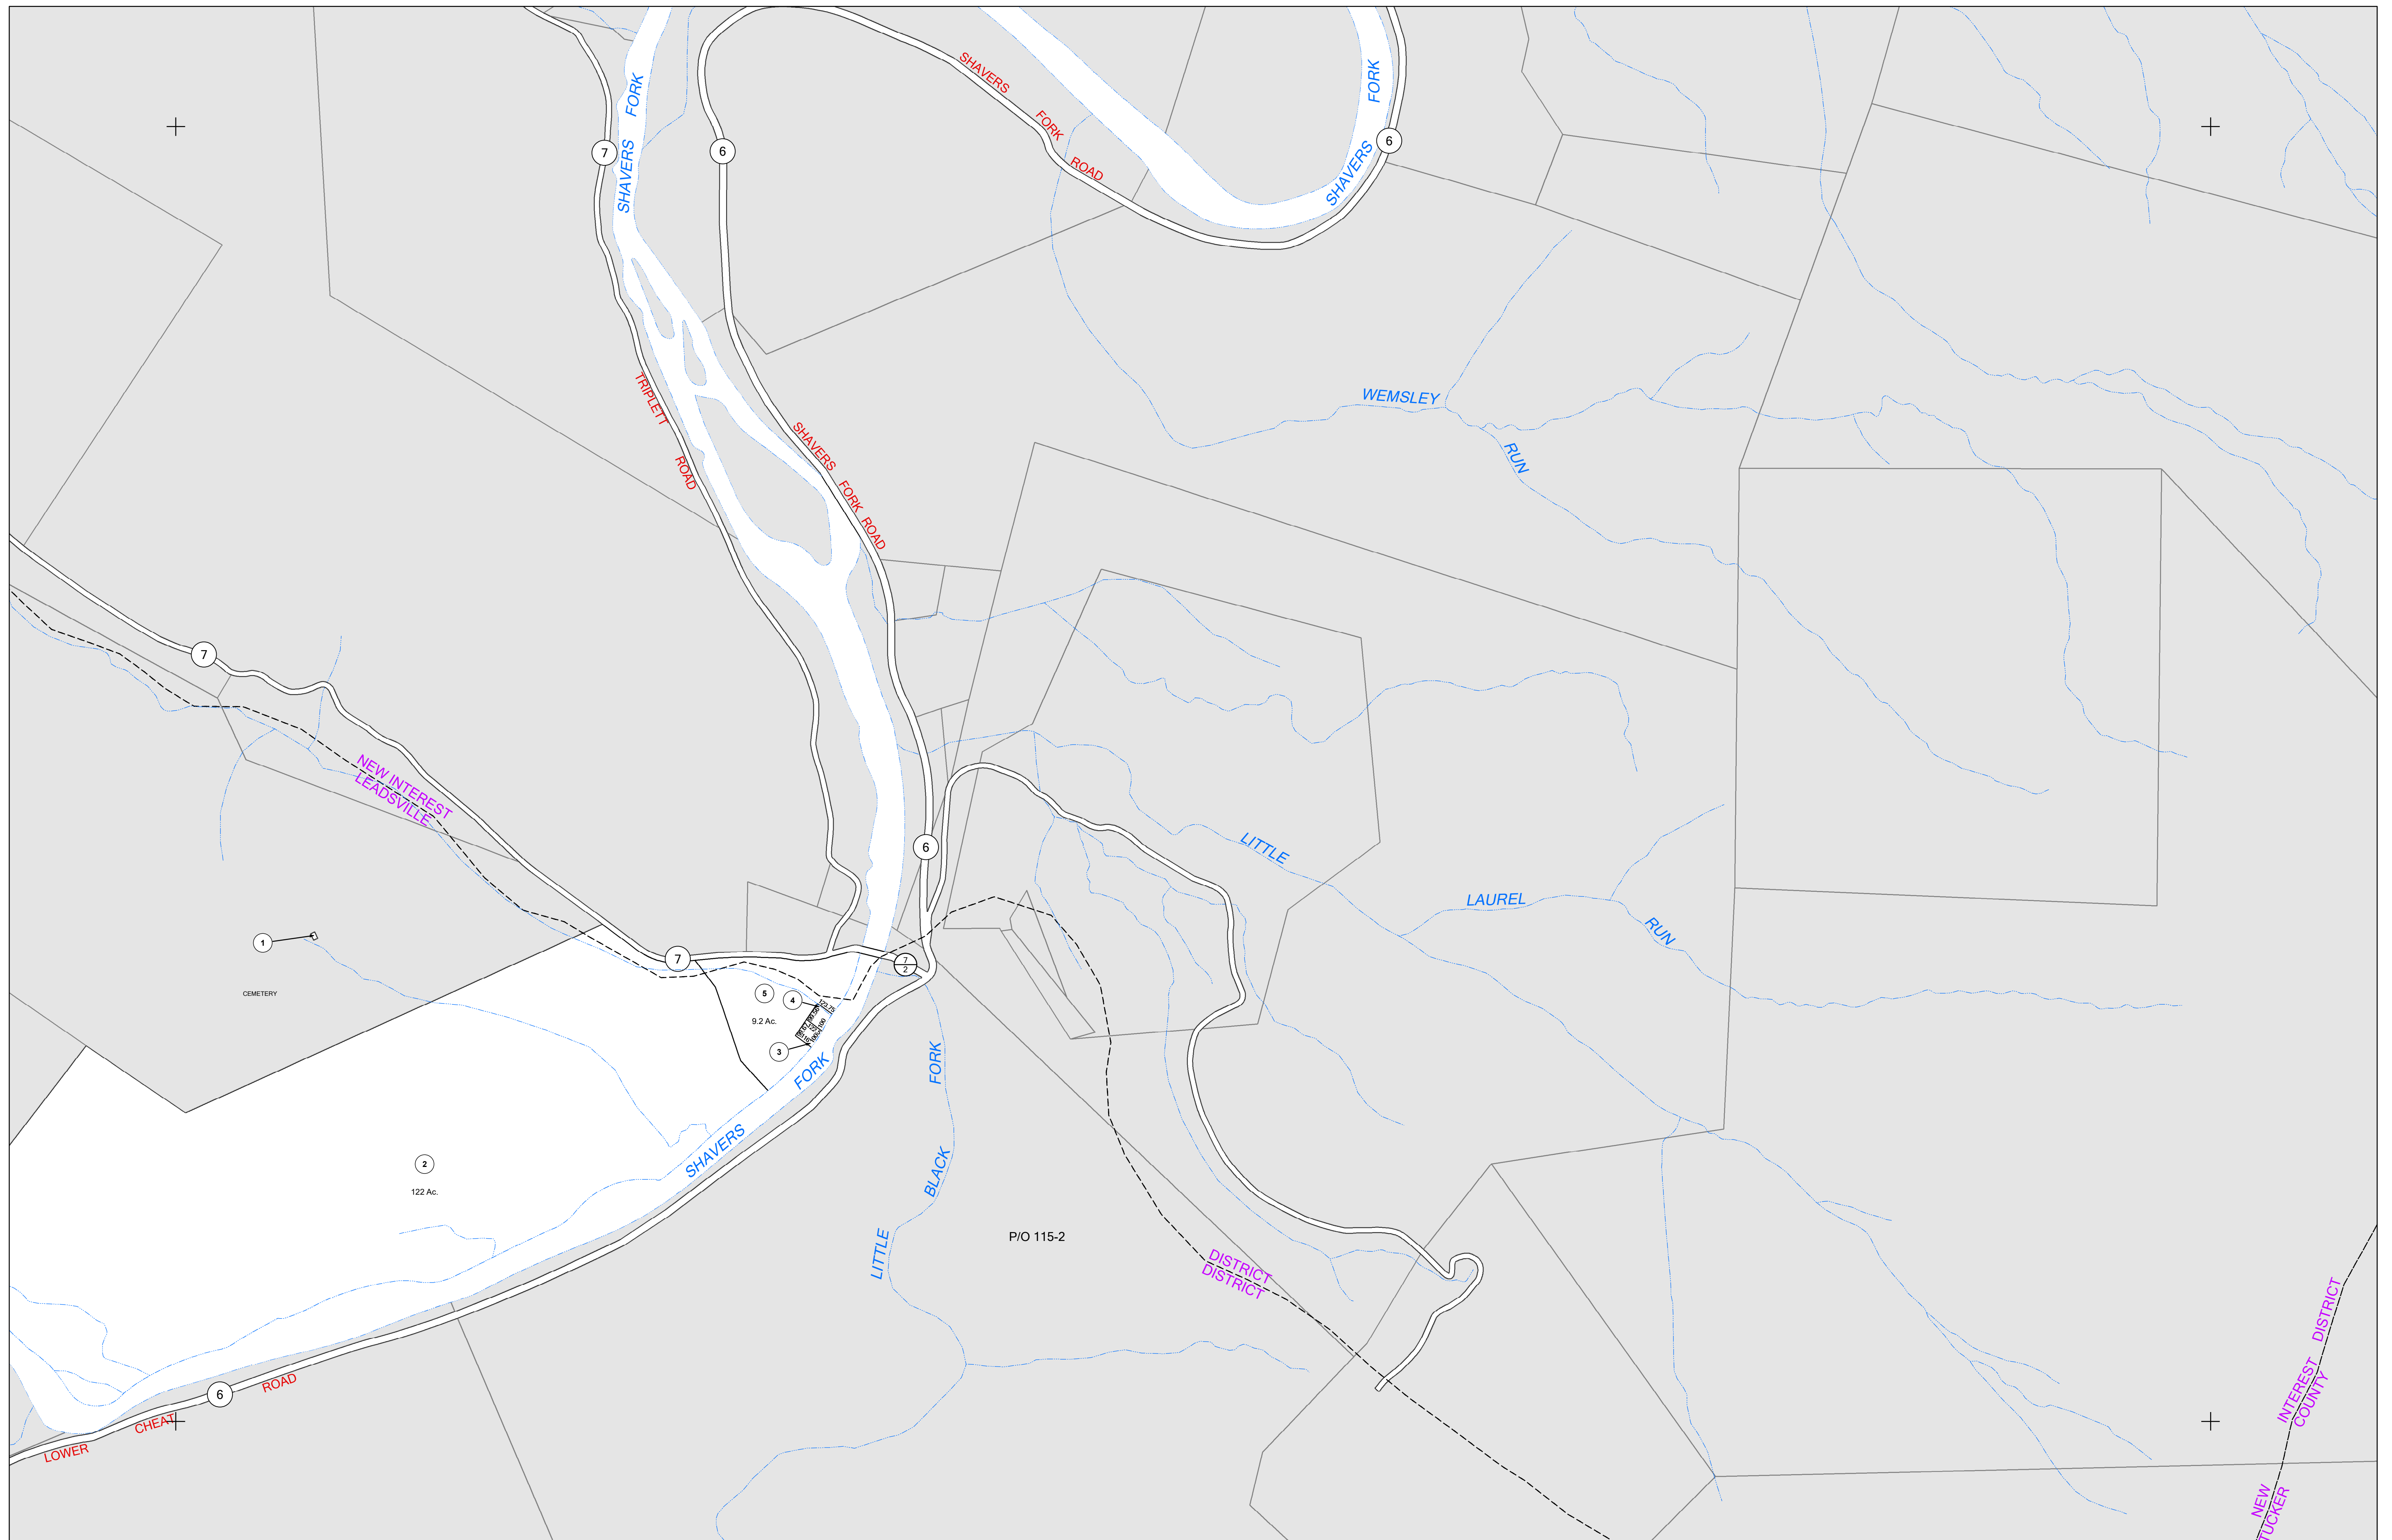 SHAVERS FORK ROAD
SHAVERS FORK
SHAVERS FORK
7
6
6
TRIPLETT ROAD
SHAVERS FORK ROAD
WEMSLEY RUN
7
NEW INTEREST
LEADSVILLE
6
LITTLE LAUREL RUN
1
CEMETERY
7
7
2
5
9.2 Ac.
4
3
SHAVERS FORK
LITTLE BLACK FORK
2
122 Ac.
P/O 115-2
DISTRICT
DISTRICT
NEW INTEREST DISTRICT
TUCKER COUNTY
6
LOWER CHEAT ROAD